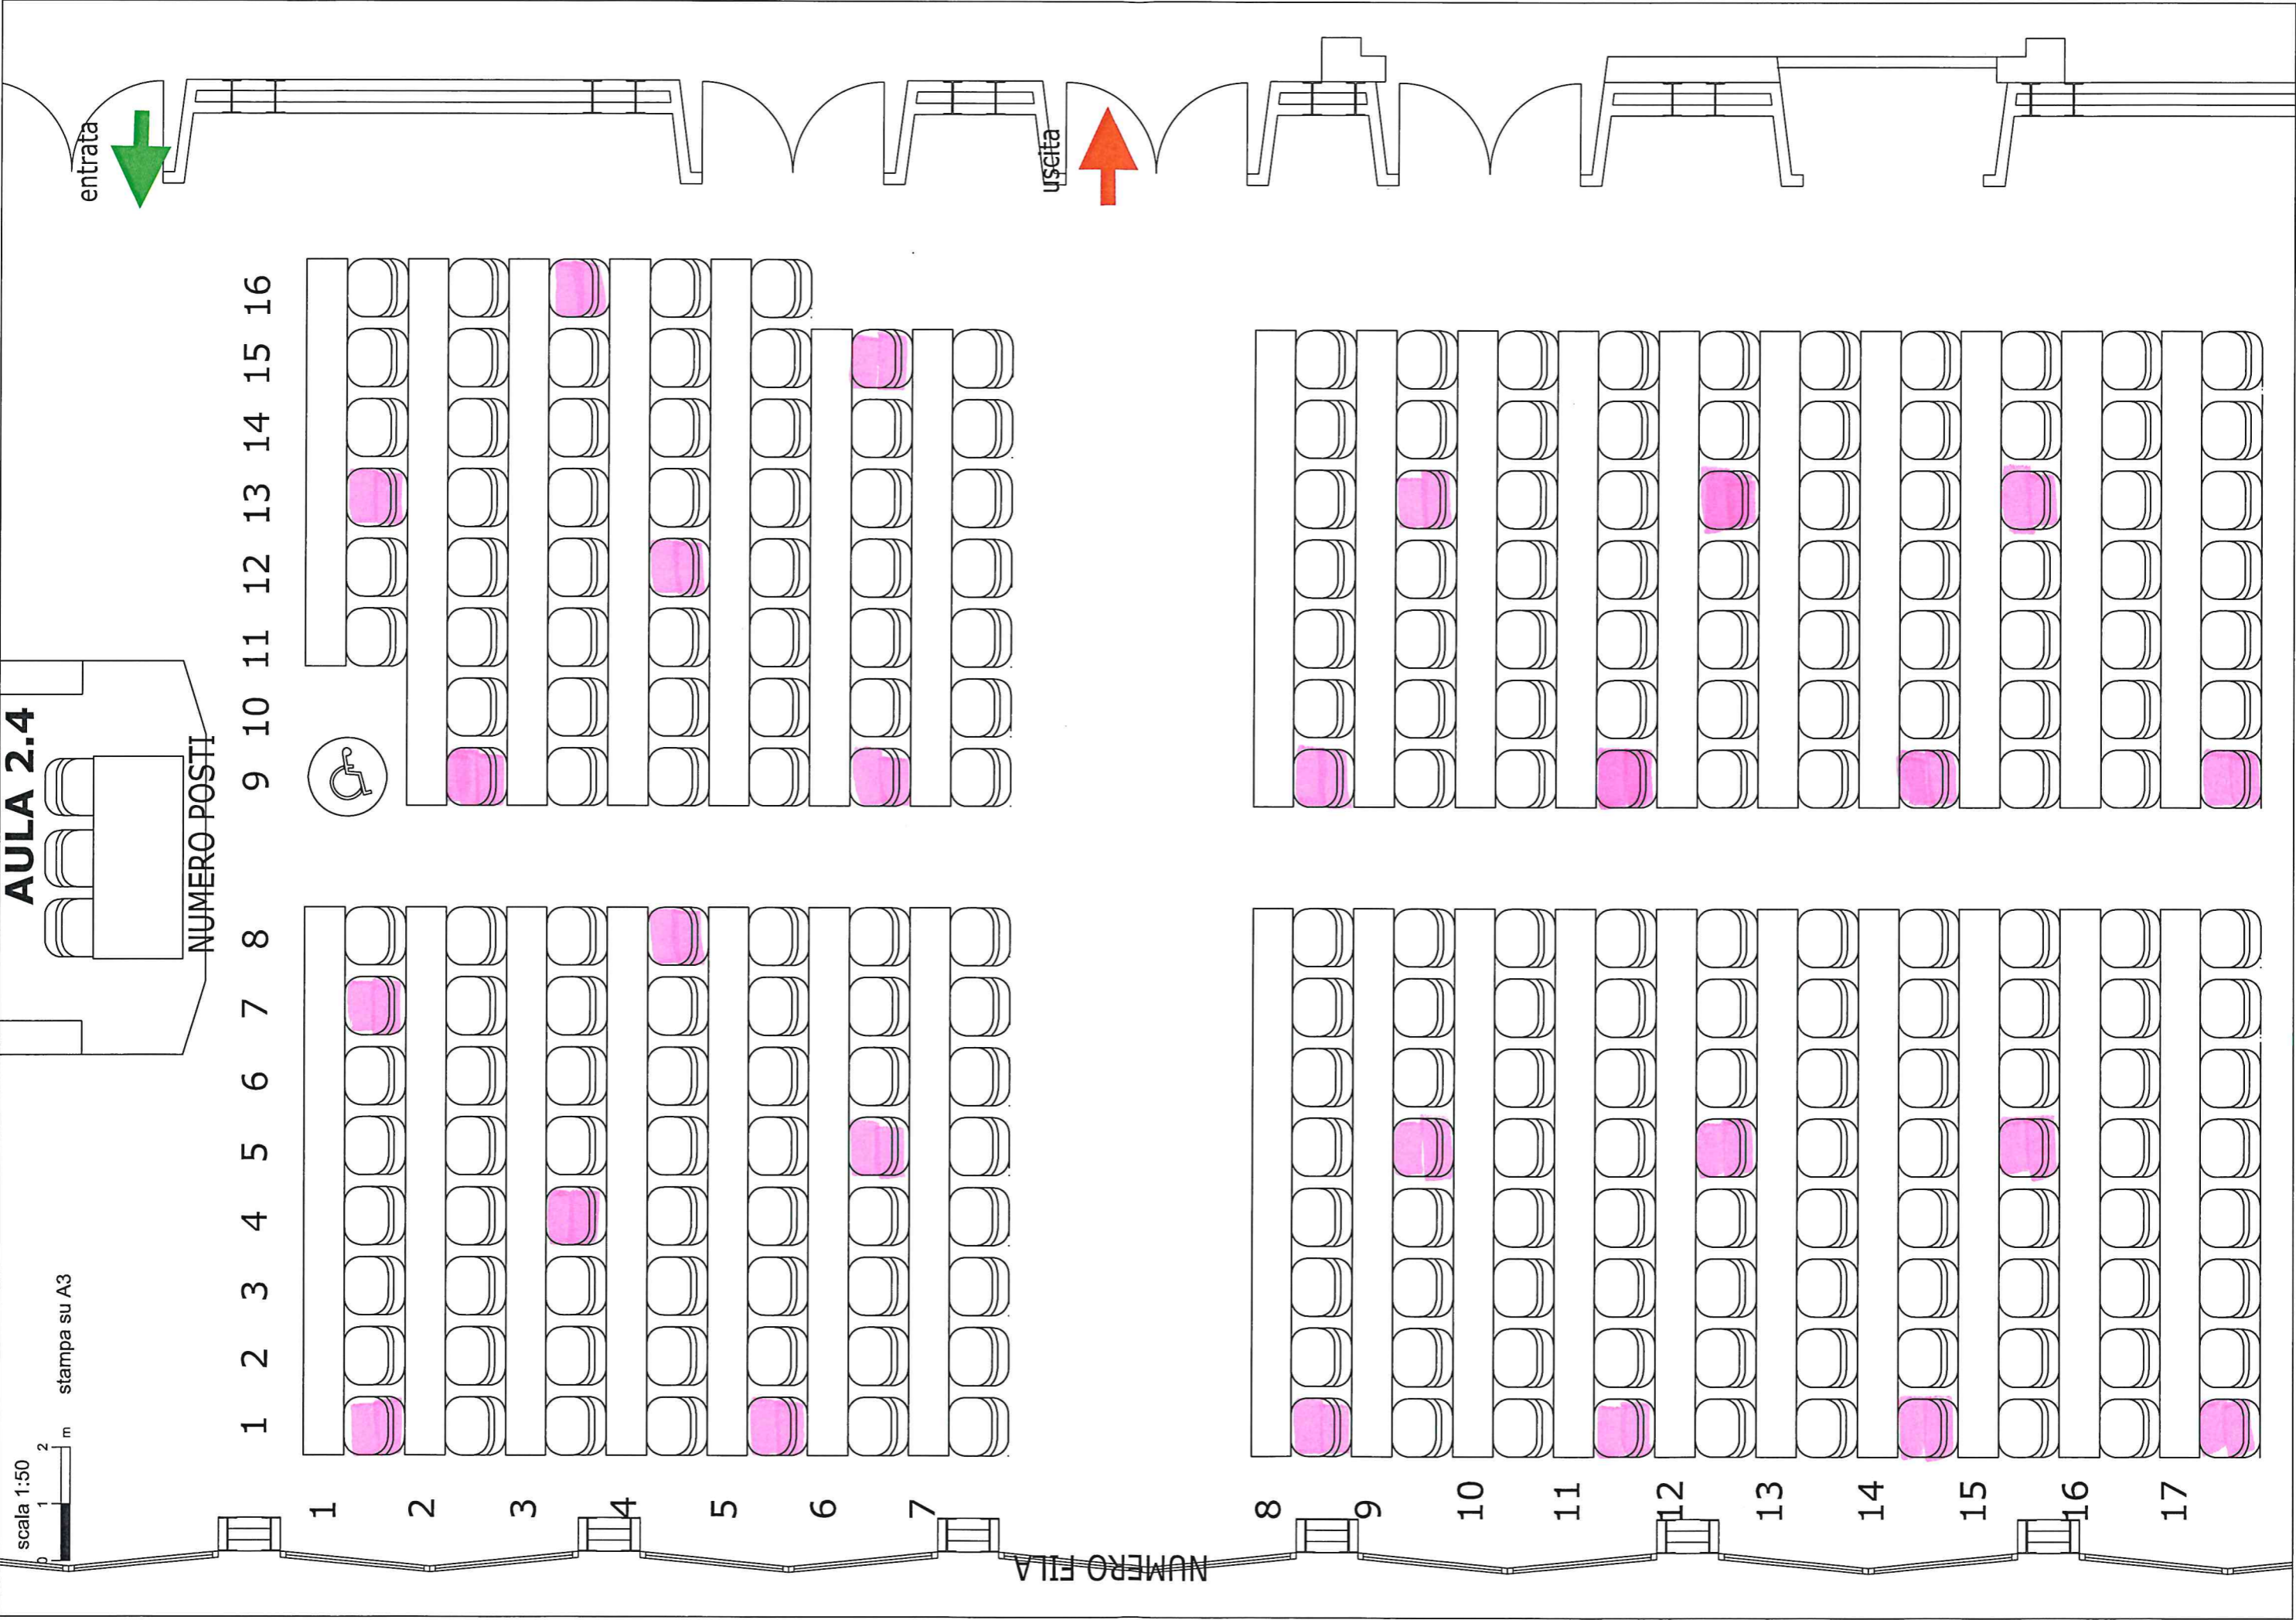 entrata
uscita
AULA 2.4
NUMERO POSTI
16
15
14
13
12
11
10
9
8
7
6
5
4
3
2
1
stampa su A3
scala 1:50
0 1 2 m
1 2 3 4 5 6 7 8 9 10 11 12 13 14 15 16 17
NUMERO FILA